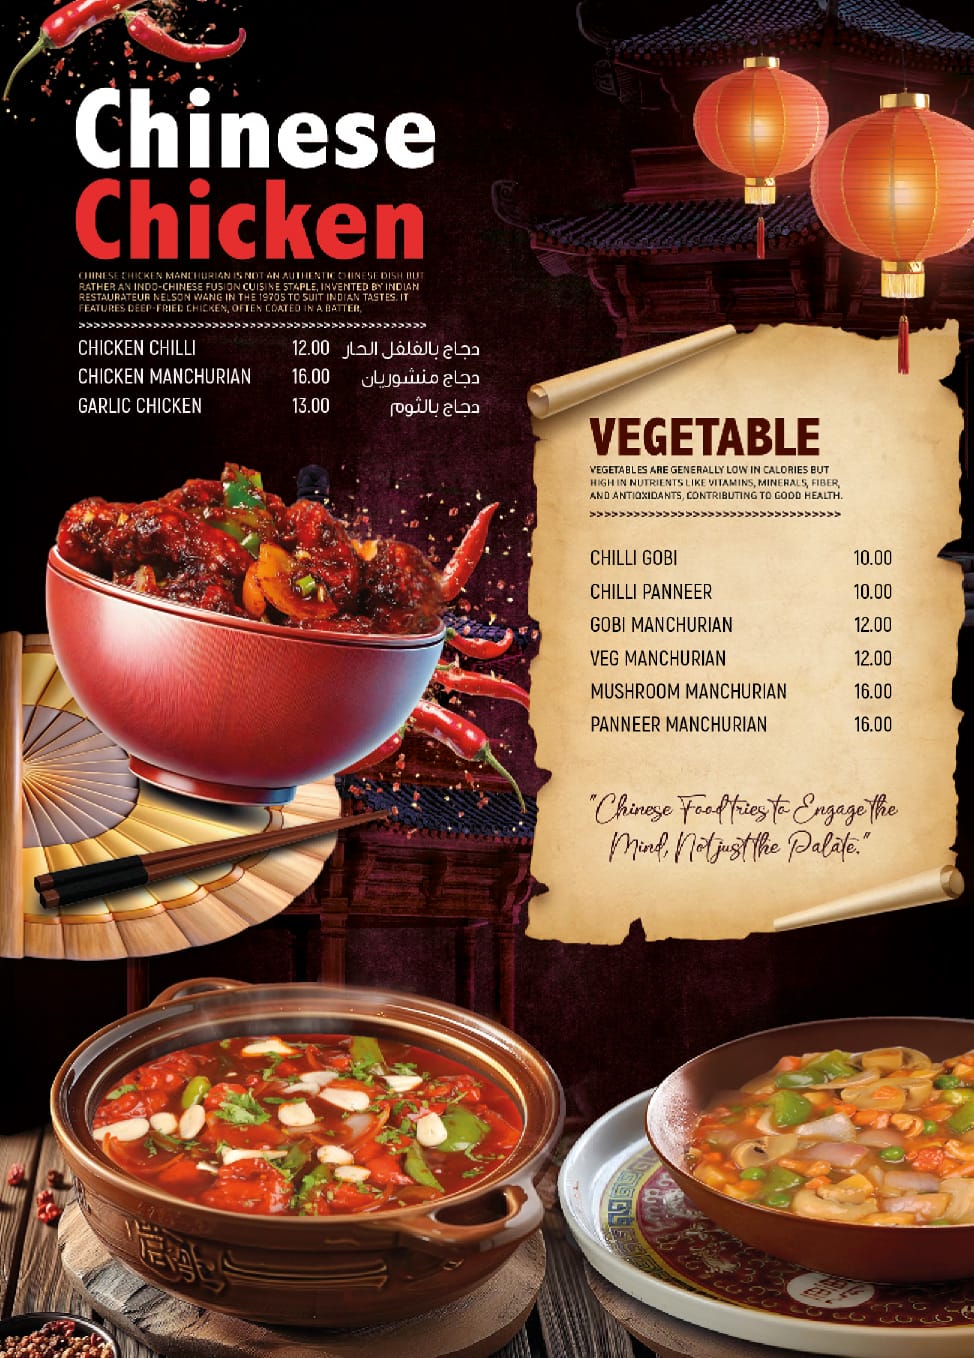 Chinese
Chicken
CHINESE CHICKEN MANCHURIAN IS NOT AN AUTHENTIC CHINESE DISH BUT
RATHER AN INDO-CHINESE FUSION CUISINE STAPLE, INVENTED BY INDIAN
RESTAURATEUR NELSON WANG IN THE 1970S TO SUIT INDIAN TASTES. IT
FEATURES DEEP-FRIED CHICKEN, OFTEN COATED IN A BATTER,
CHICKEN CHILLI 12.00 دجاج بالفلفل الحار
CHICKEN MANCHURIAN 16.00 دجاج منشوريان
GARLIC CHICKEN 13.00 دجاج بالثوم
VEGETABLE
VEGETABLES ARE GENERALLY LOW IN CALORIES BUT
HIGH IN NUTRIENTS LIKE VITAMINS, MINERALS, FIBER,
AND ANTIOXIDANTS, CONTRIBUTING TO GOOD HEALTH.
CHILLI GOBI 10.00
CHILLI PANNEER 10.00
GOBI MANCHURIAN 12.00
VEG MANCHURIAN 12.00
MUSHROOM MANCHURIAN 16.00
PANNEER MANCHURIAN 16.00
"Chinese Food tries to Engage the
Mind, Not just the Palate."